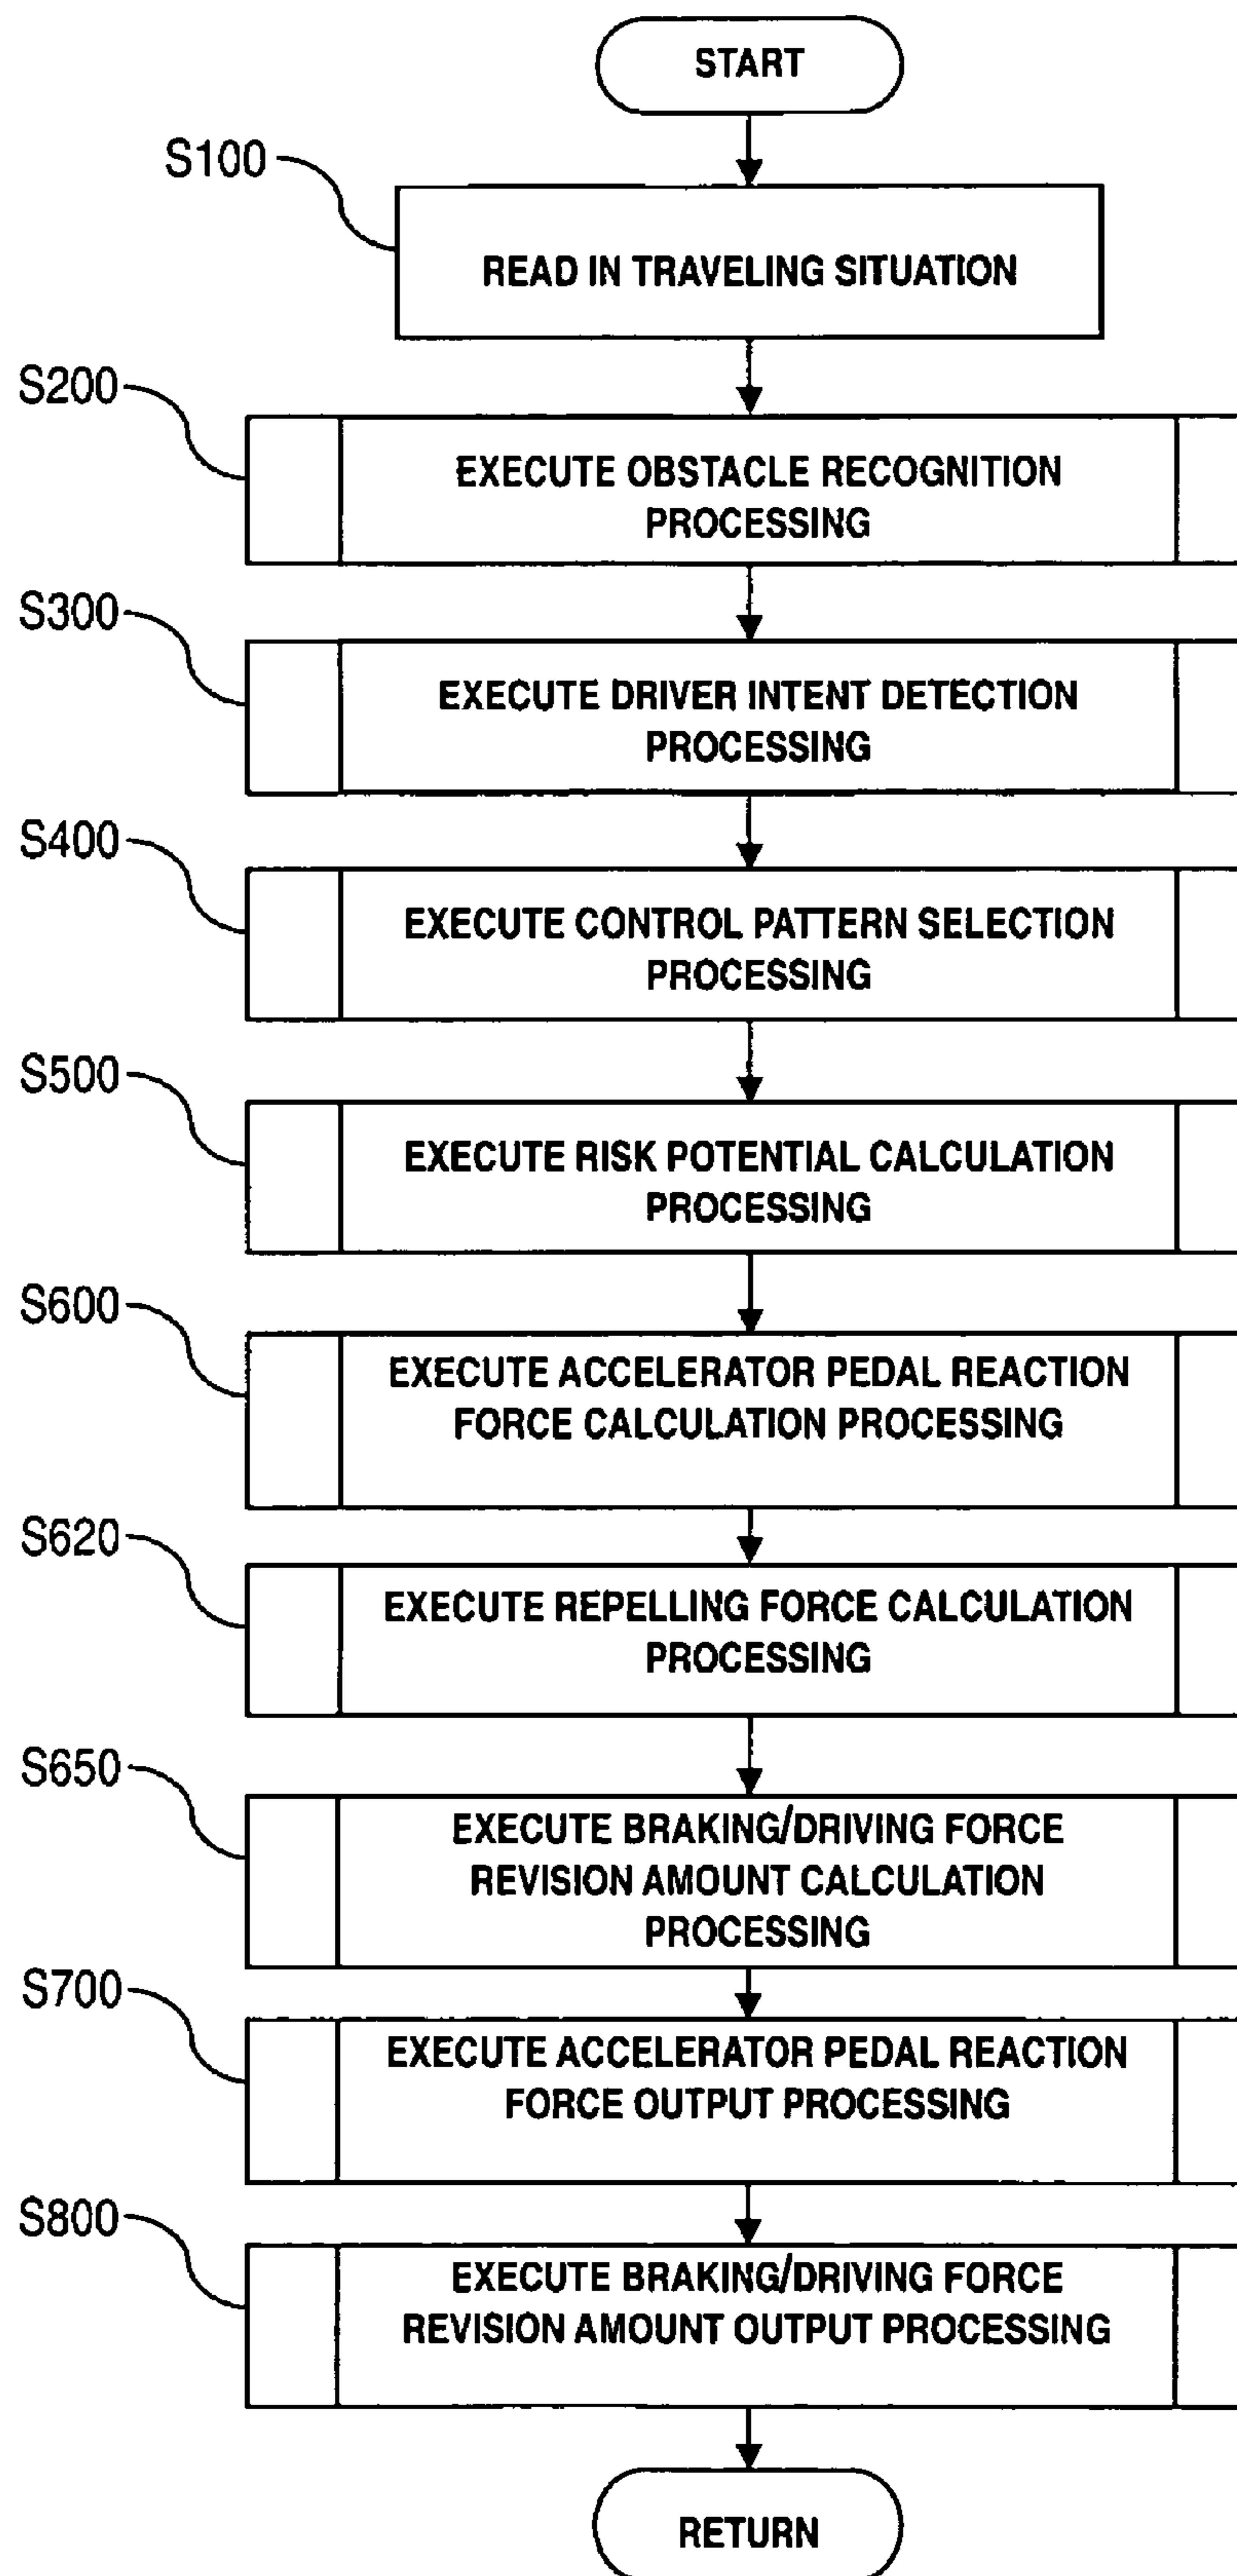 START
S100
READ IN TRAVELING SITUATION
S200
EXECUTE OBSTACLE RECOGNITION
PROCESSING
S300
EXECUTE DRIVER INTENT DETECTION
PROCESSING
S400
EXECUTE CONTROL PATTERN SELECTION
PROCESSING
S500
EXECUTE RISK POTENTIAL CALCULATION
PROCESSING
S600
EXECUTE ACCELERATOR PEDAL REACTION
FORCE CALCULATION PROCESSING
S620
EXECUTE REPELLING FORCE CALCULATION
PROCESSING
S650
EXECUTE BRAKING/DRIVING FORCE
REVISION AMOUNT CALCULATION
PROCESSING
S700
EXECUTE ACCELERATOR PEDAL REACTION
FORCE OUTPUT PROCESSING
S800
EXECUTE BRAKING/DRIVING FORCE
REVISION AMOUNT OUTPUT PROCESSING
RETURN